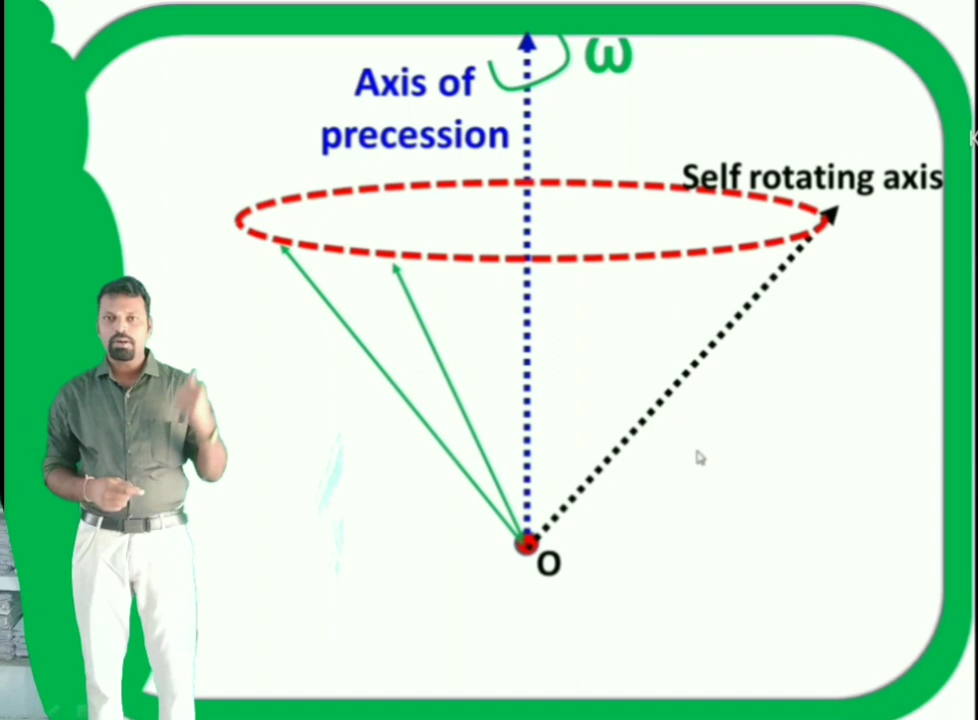 Axis of
precession
ω
Self rotating axis
O